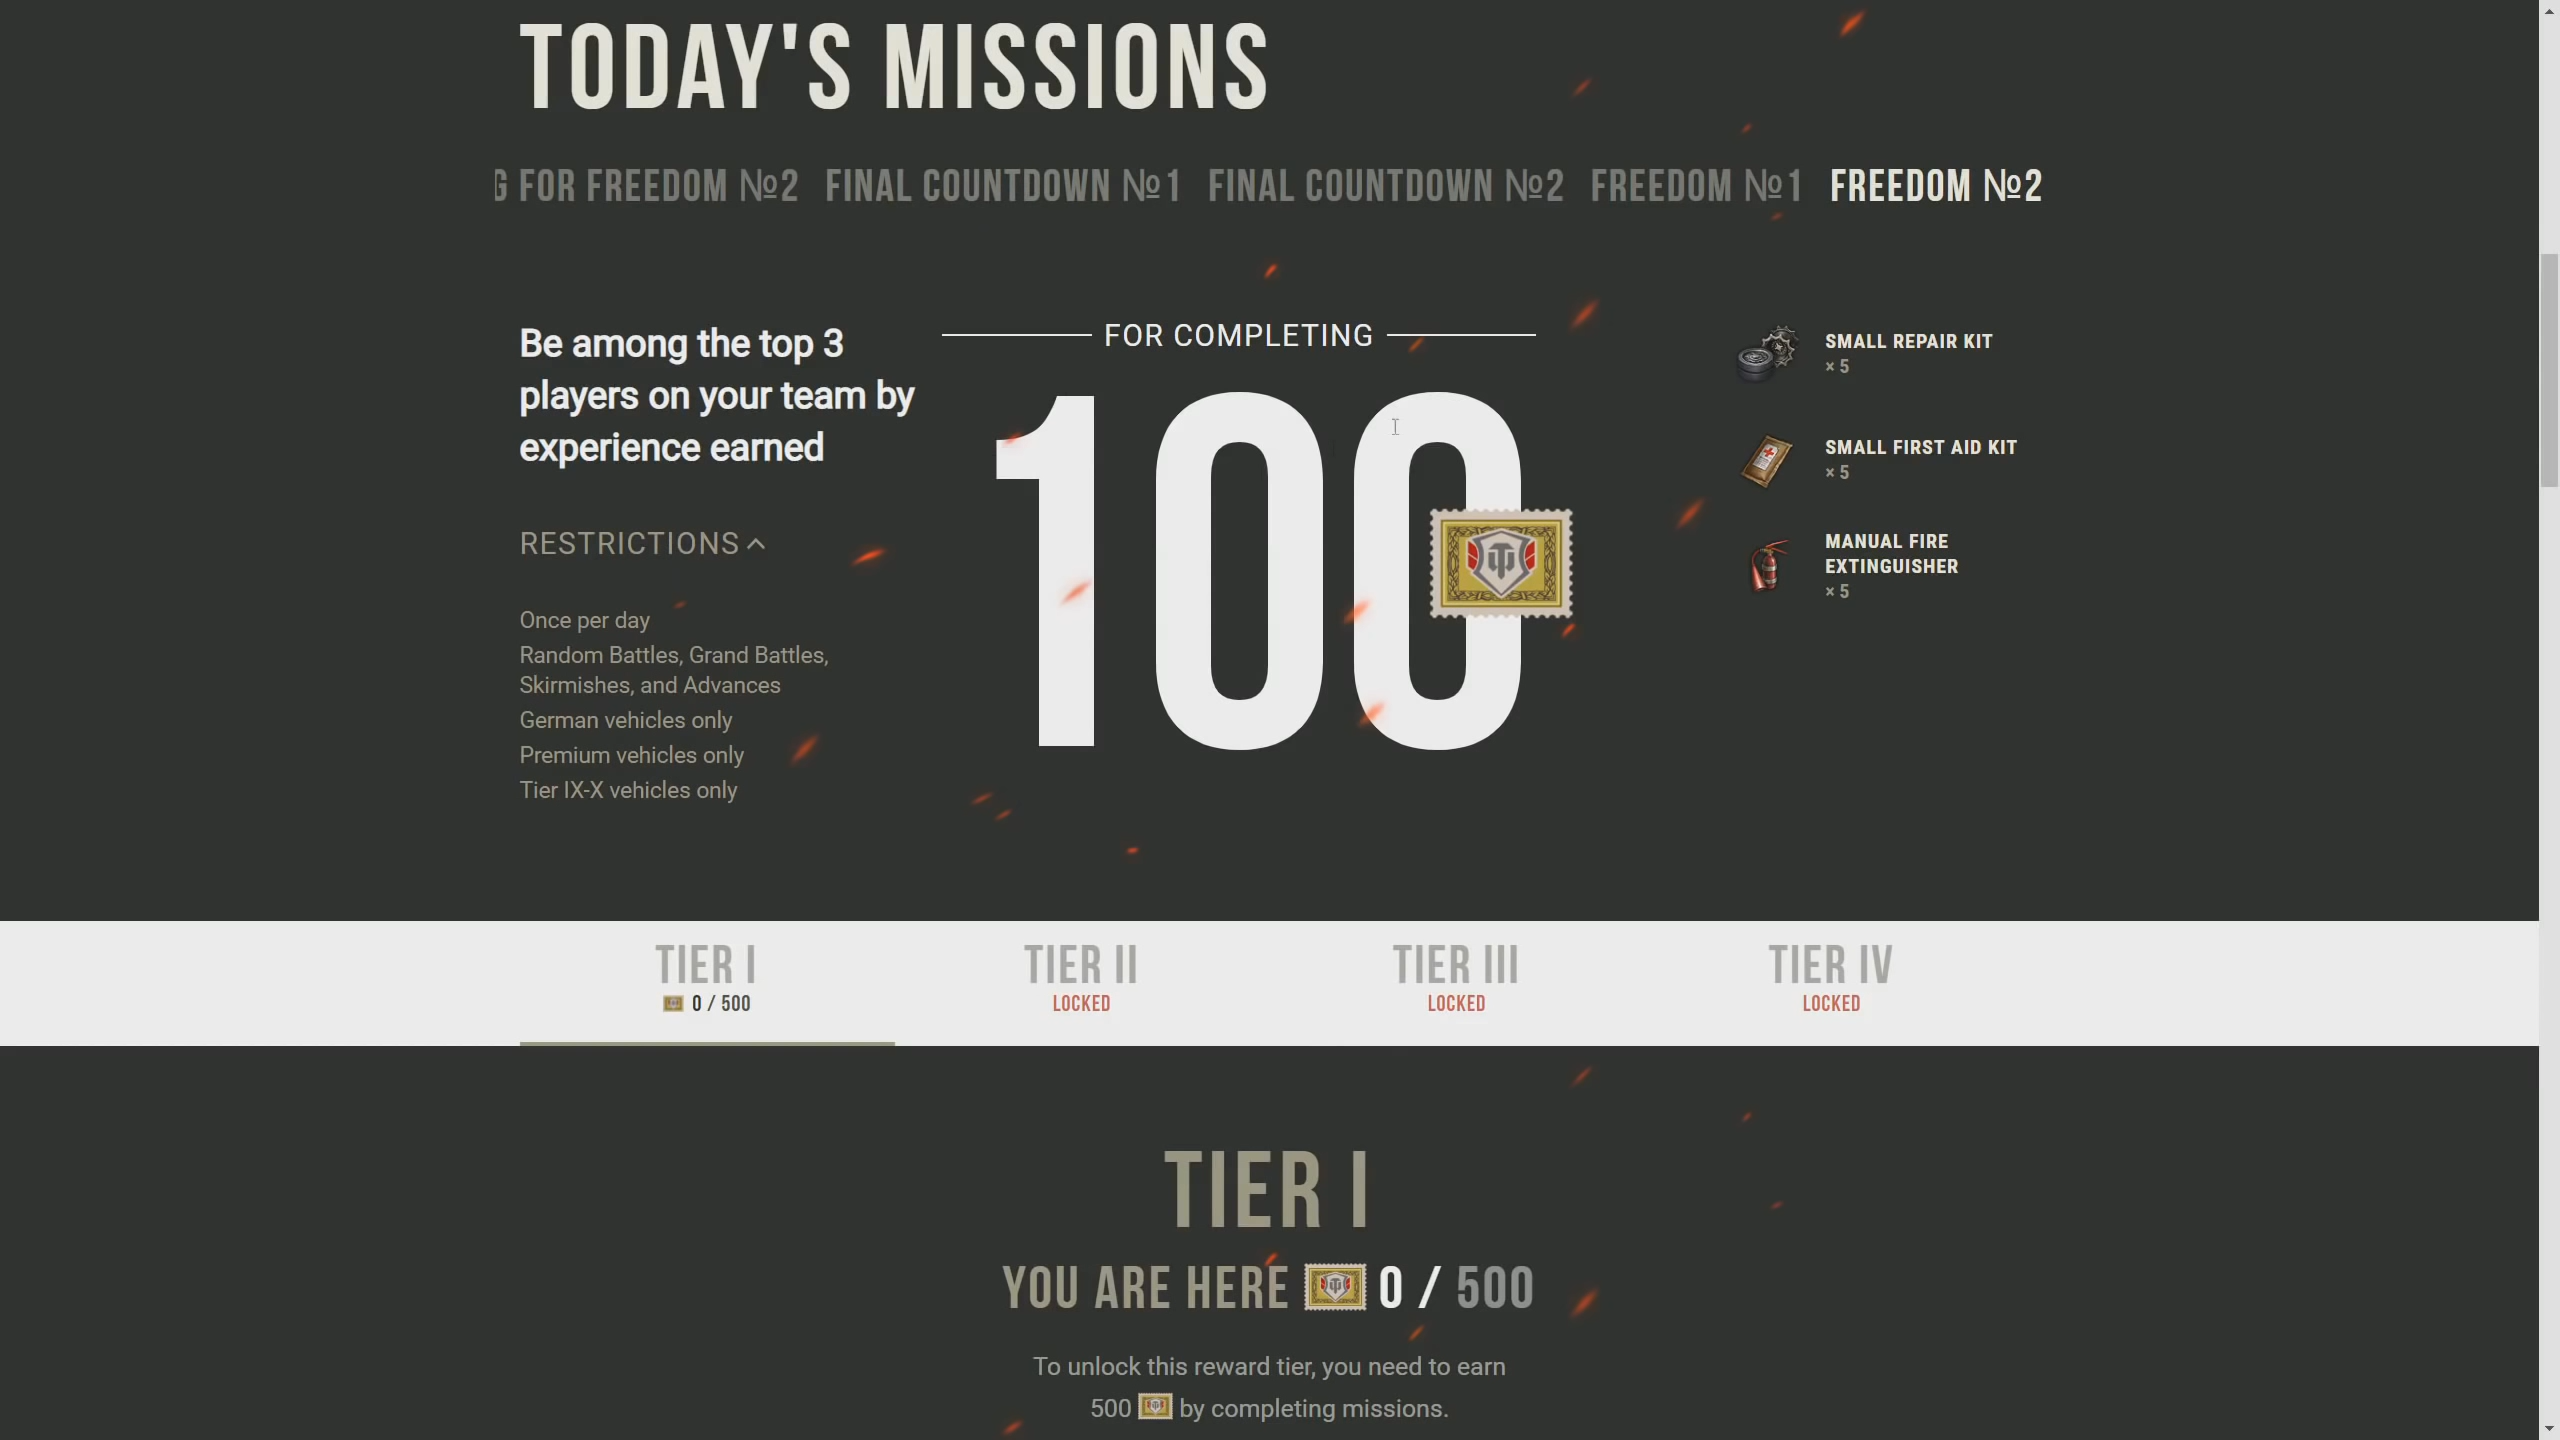 TODAY'S MISSIONS
G FOR FREEDOM №2 FINAL COUNTDOWN №1 FINAL COUNTDOWN №2 FREEDOM №1 FREEDOM №2
Be among the top 3
players on your team by
experience earned
RESTRICTIONS
Once per day
Random Battles, Grand Battles,
Skirmishes, and Advances
German vehicles only
Premium vehicles only
Tier IX-X vehicles only
FOR COMPLETING
100
SMALL REPAIR KIT
× 5
SMALL FIRST AID KIT
× 5
MANUAL FIRE
EXTINGUISHER
× 5
TIER I
0 / 500
TIER II
LOCKED
TIER III
LOCKED
TIER IV
LOCKED
TIER I
YOU ARE HERE 0 / 500
To unlock this reward tier, you need to earn
500 by completing missions.